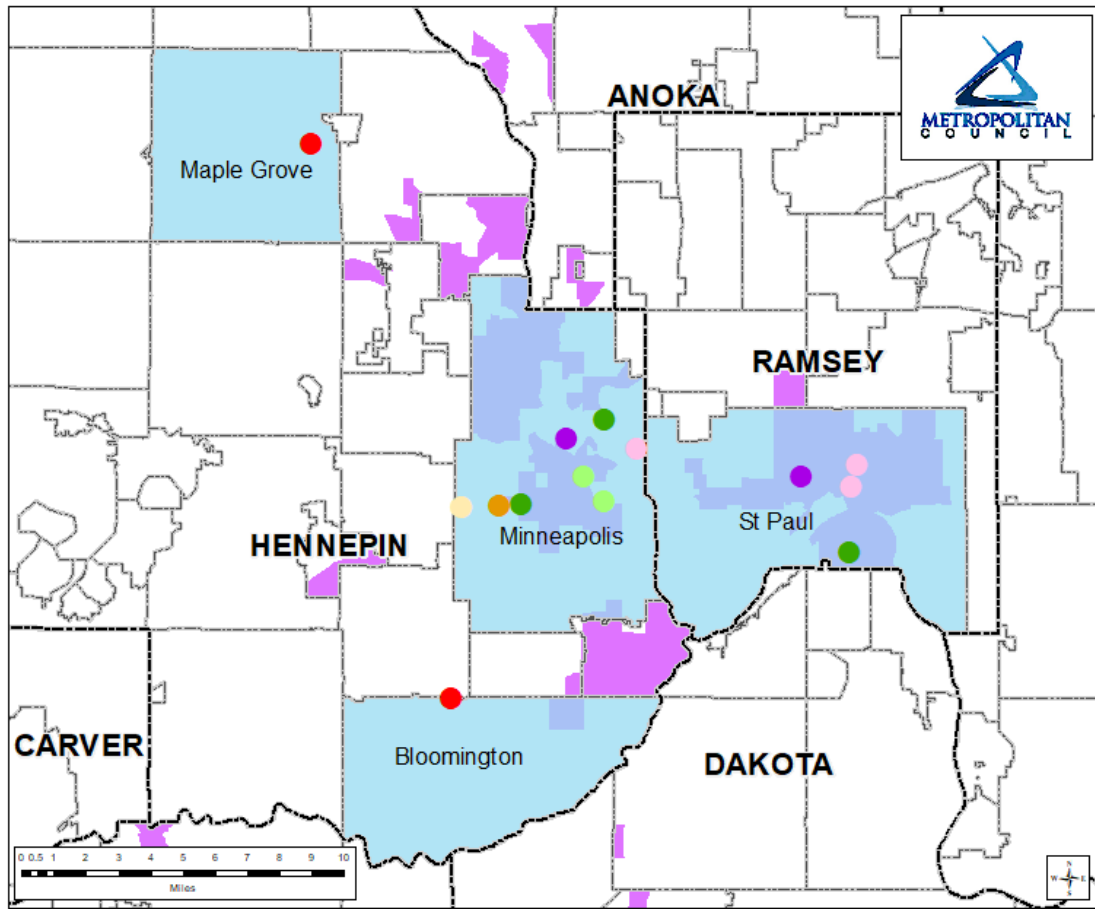 ANOKA
METROPOLITAN
COUNCIL
Maple Grove
RAMSEY
St Paul
Minneapolis
HENNEPIN
CARVER
Bloomington
DAKOTA
0 0.5 1 2 3 4 5 6 7 8 9 10
Miles
N
W E
S